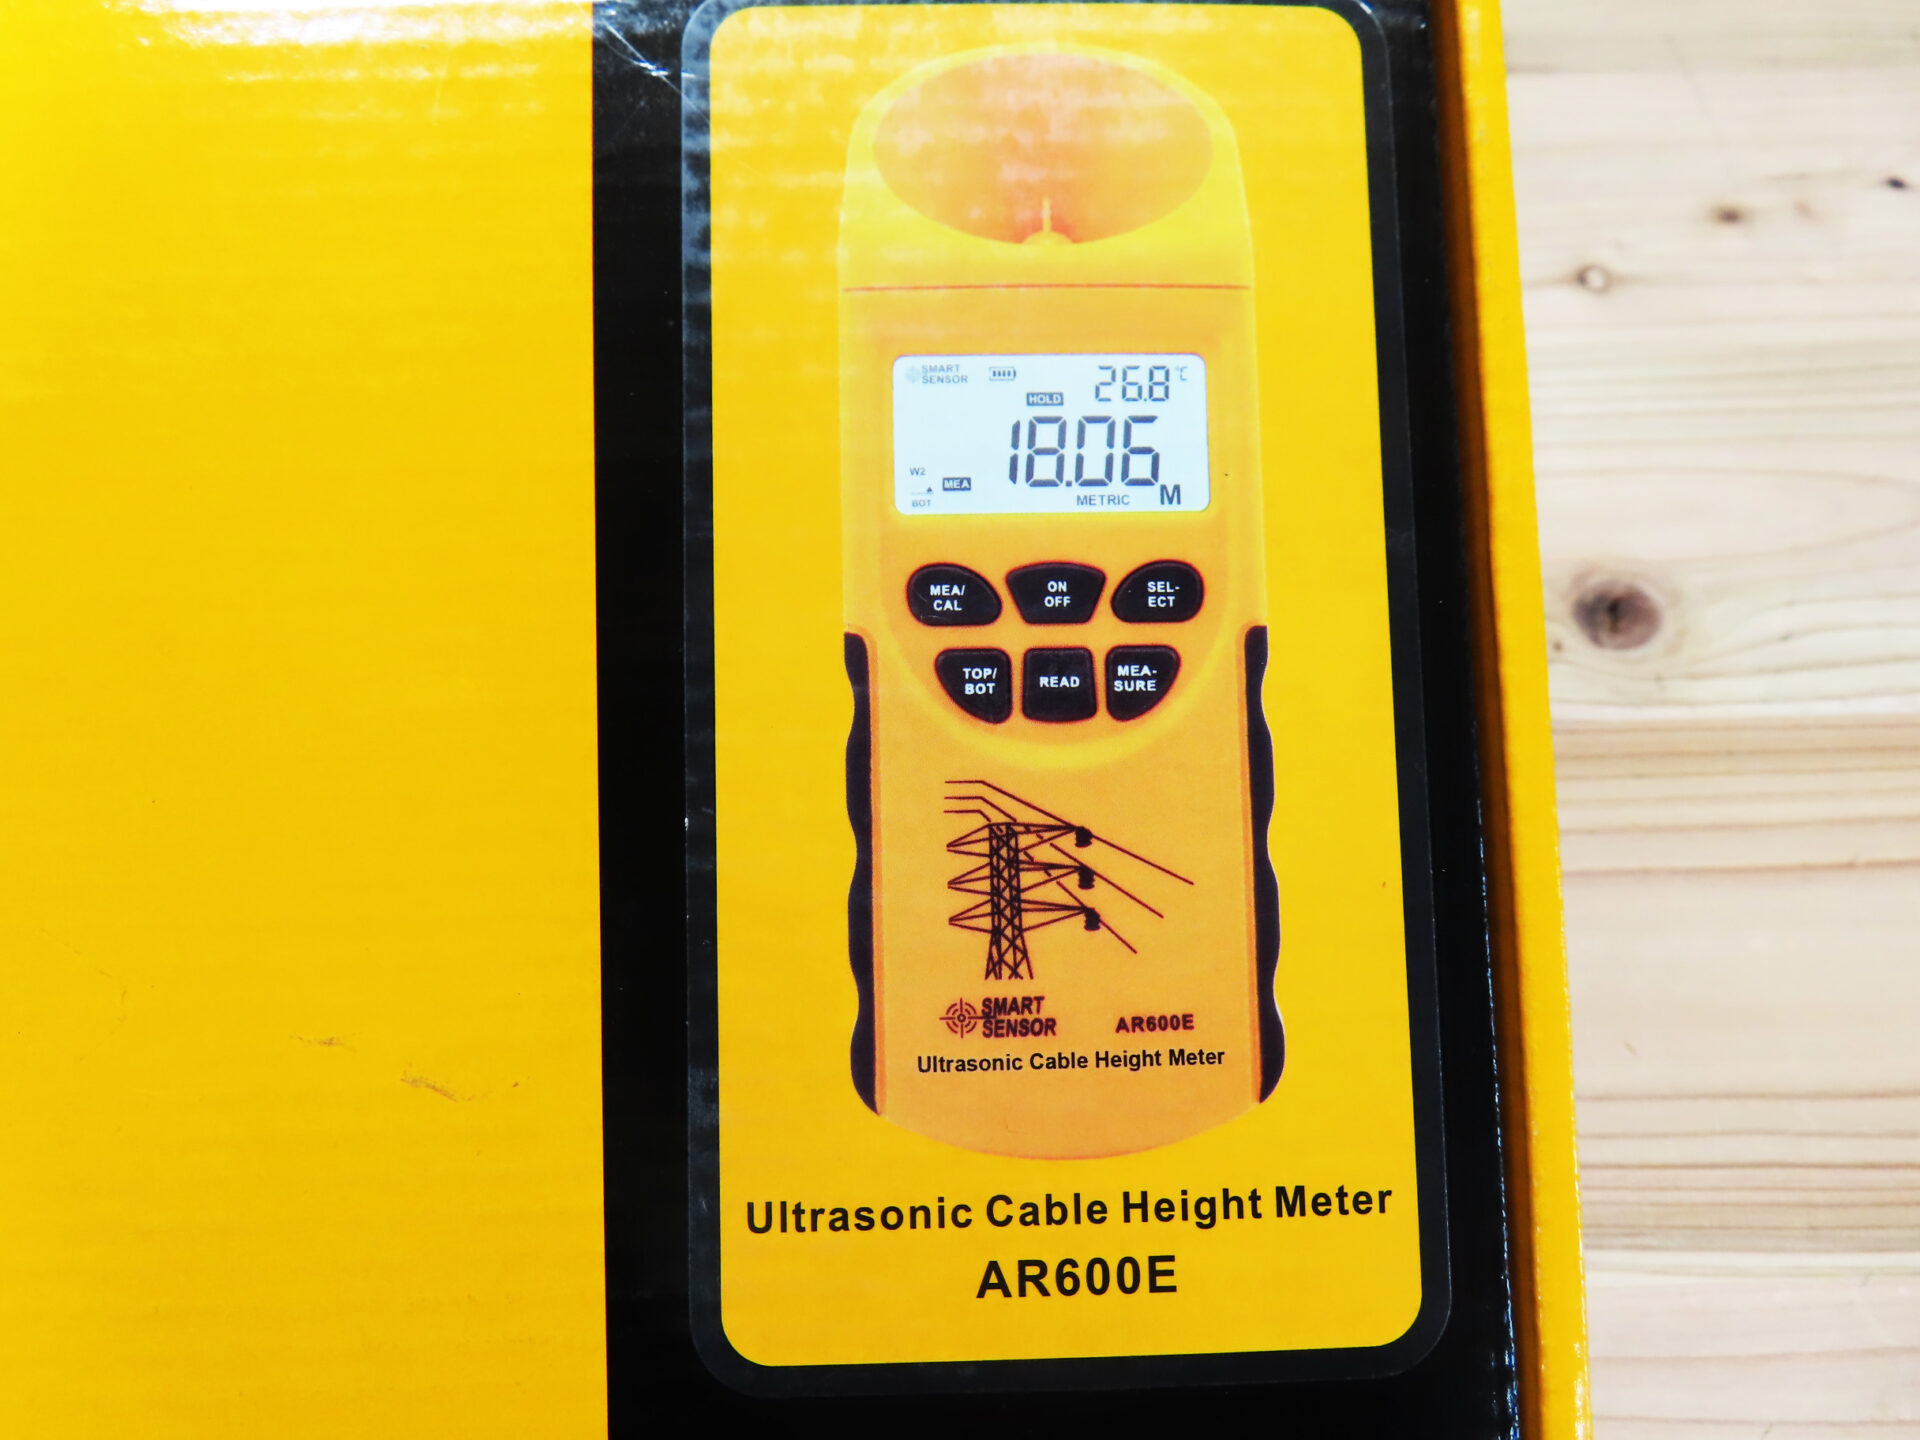 SMART
SENSOR
26.8 °C
HOLD
18.06
W2
MEA
BOT
METRIC M
MEA/
CAL
ON
OFF
SEL-
ECT
TOP/
BOT
READ
MEA-
SURE
SMART
SENSOR
AR600E
Ultrasonic Cable Height Meter
Ultrasonic Cable Height Meter
AR600E